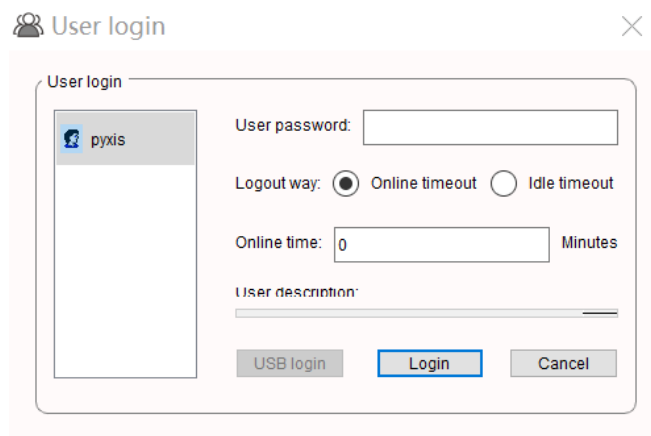 User login
User login
pyxis
User password:
Logout way: Online timeout Idle timeout
Online time: 0 Minutes
User description:
USB login Login Cancel